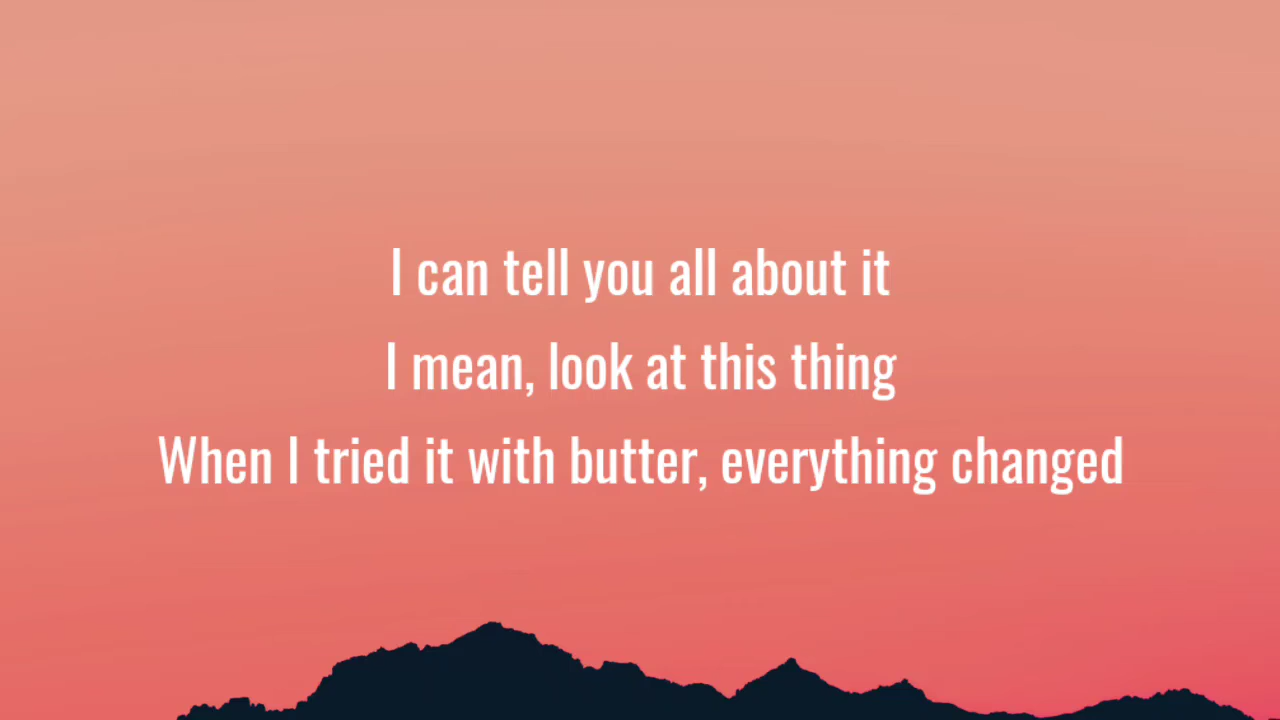 I can tell you all about it
I mean, look at this thing
When I tried it with butter, everything changed